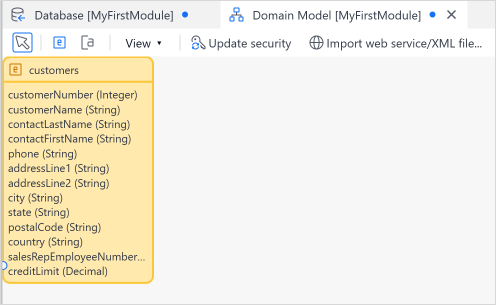 Database [MyFirstModule]
Domain Model [MyFirstModule]
View
Update security
Import web service/XML file...
customers
customerNumber (Integer)
customerName (String)
contactLastName (String)
contactFirstName (String)
phone (String)
addressLine1 (String)
addressLine2 (String)
city (String)
state (String)
postalCode (String)
country (String)
salesRepEmployeeNumber...
creditLimit (Decimal)